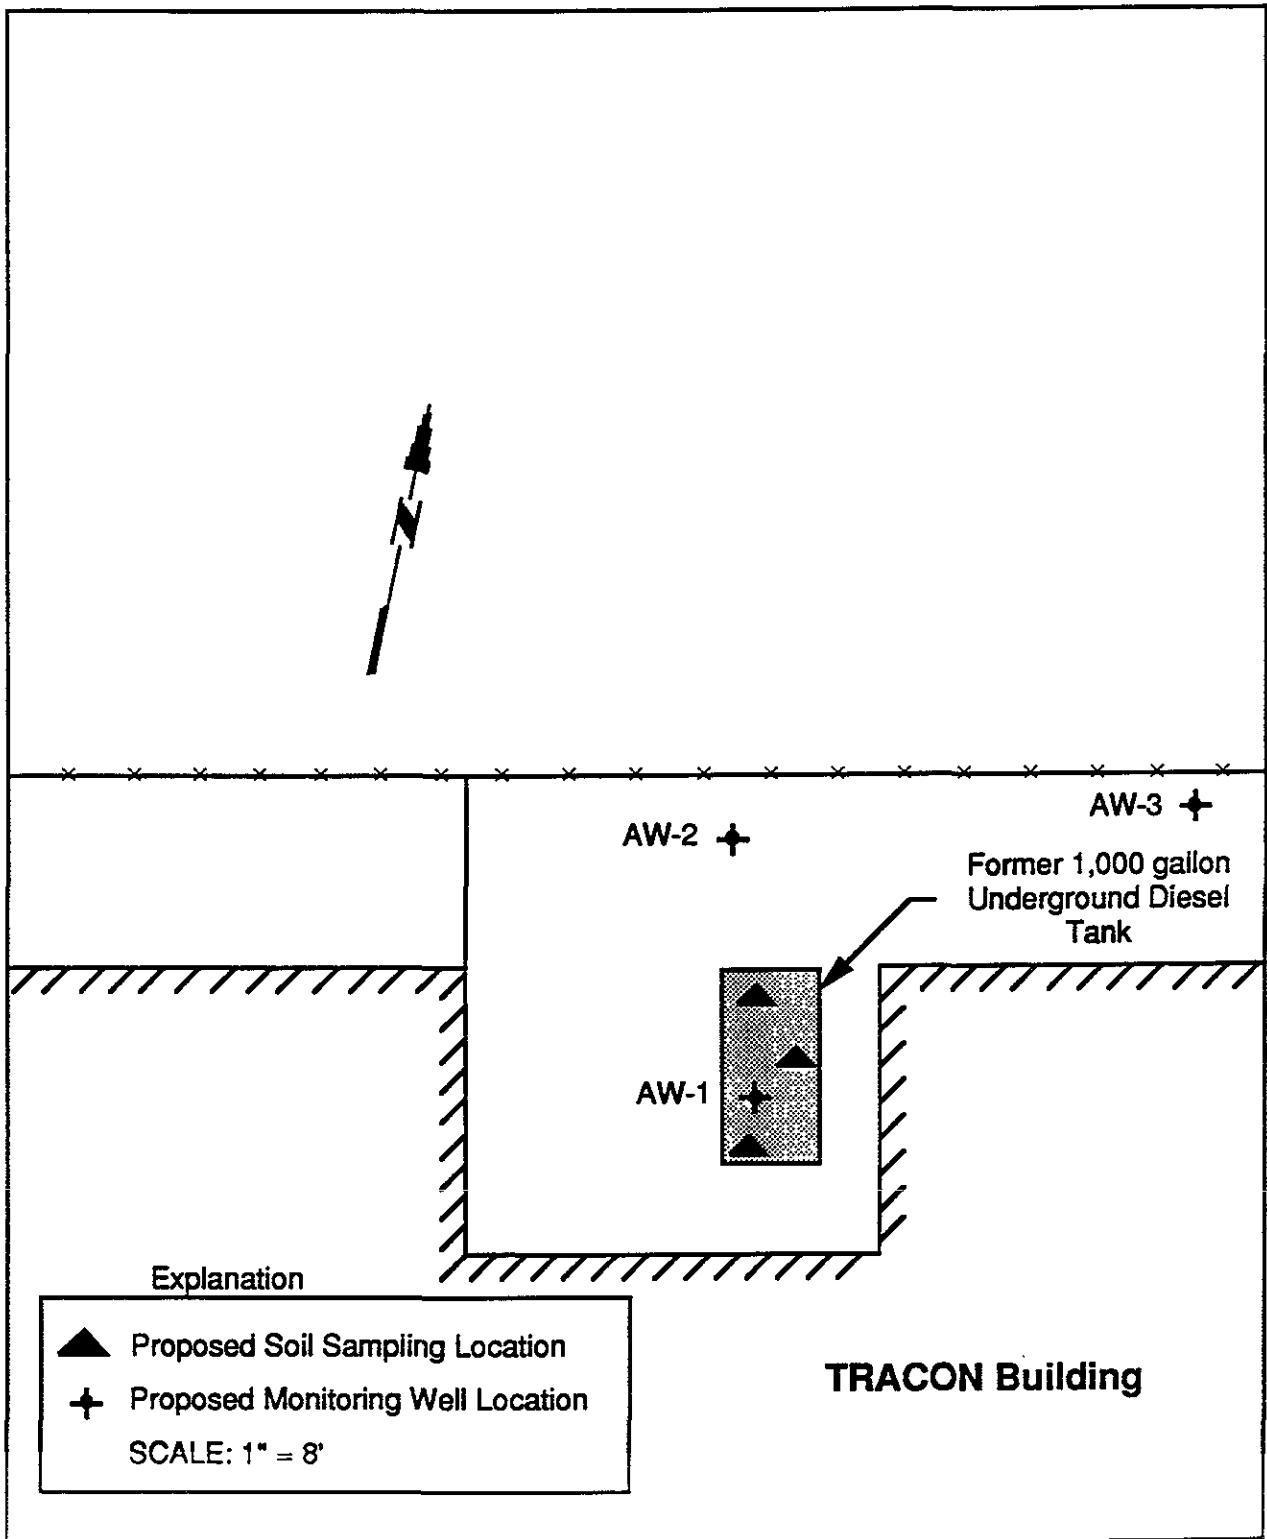 N
AW-3
AW-2
Former 1,000 gallon
Underground Diesel
Tank
AW-1
Explanation
Proposed Soil Sampling Location
Proposed Monitoring Well Location
SCALE: 1" = 8'
TRACON Building